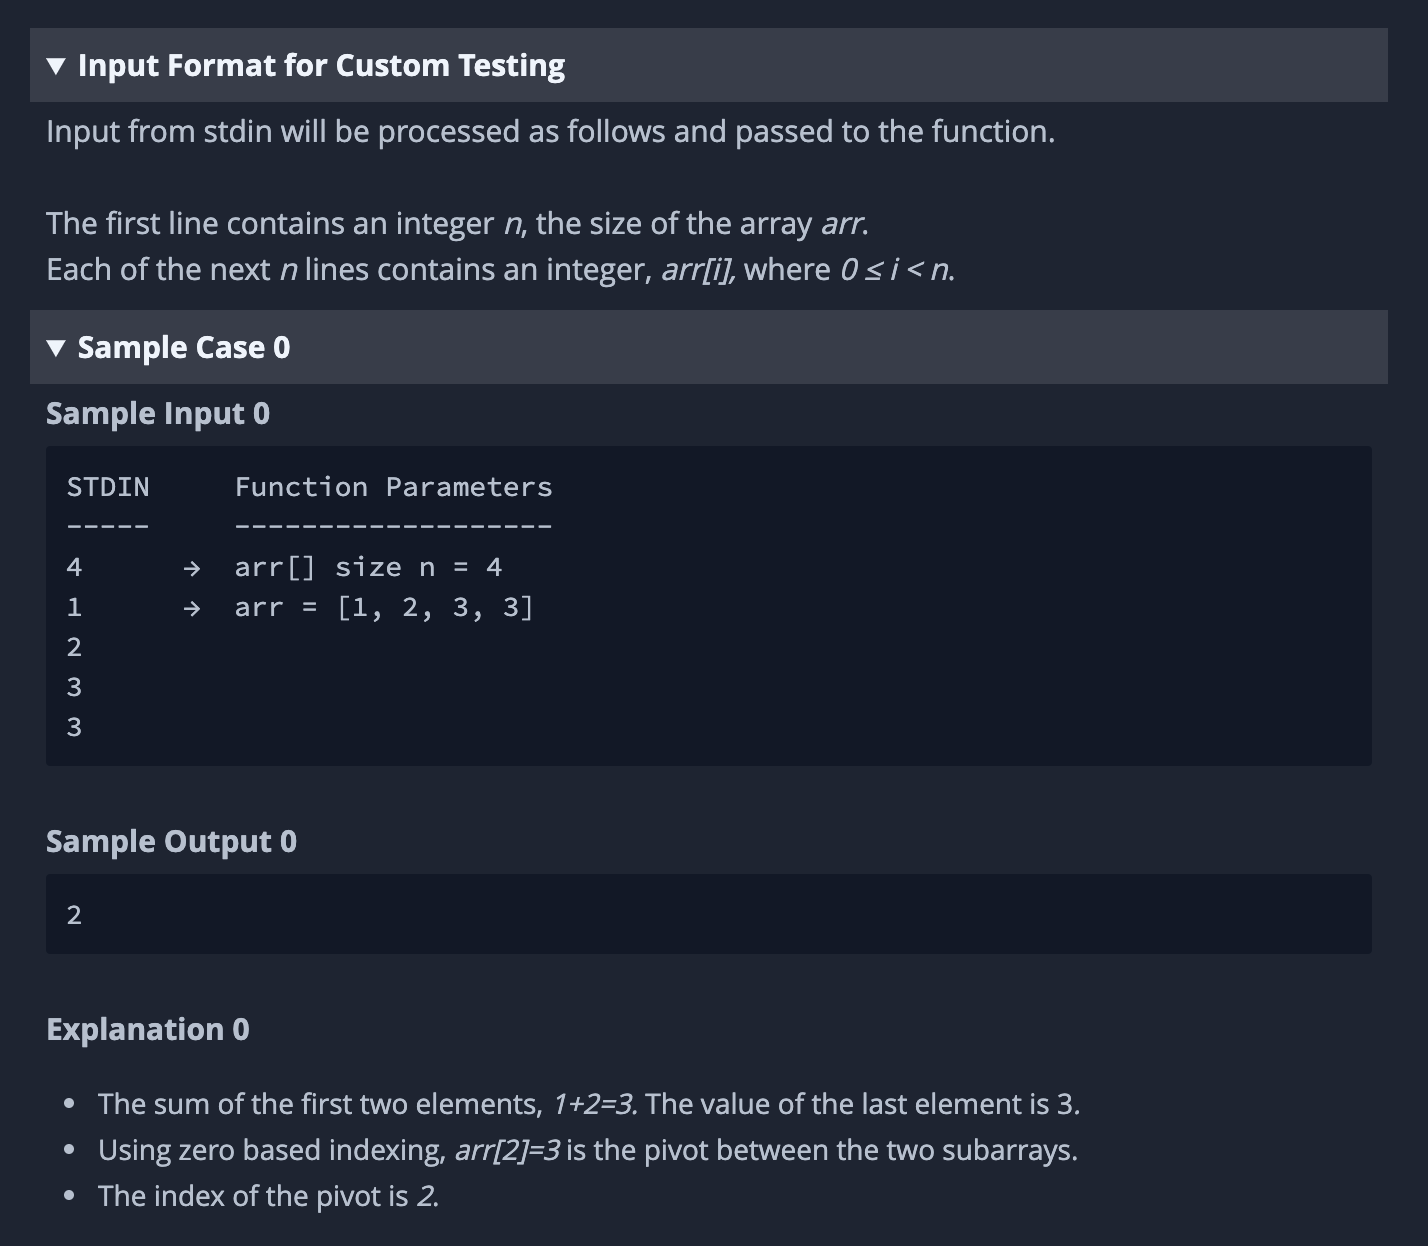 ▼ Input Format for Custom Testing
Input from stdin will be processed as follows and passed to the function.
The first line contains an integer n, the size of the array arr.
Each of the next n lines contains an integer, arr[i], where 0 ≤ i < n.
▼ Sample Case 0
Sample Input 0
STDIN     Function Parameters
-----     -------------------
4      →  arr[] size n = 4
1      →  arr = [1, 2, 3, 3]
2
3
3
Sample Output 0
2
Explanation 0
• The sum of the first two elements, 1+2=3. The value of the last element is 3.
• Using zero based indexing, arr[2]=3 is the pivot between the two subarrays.
• The index of the pivot is 2.